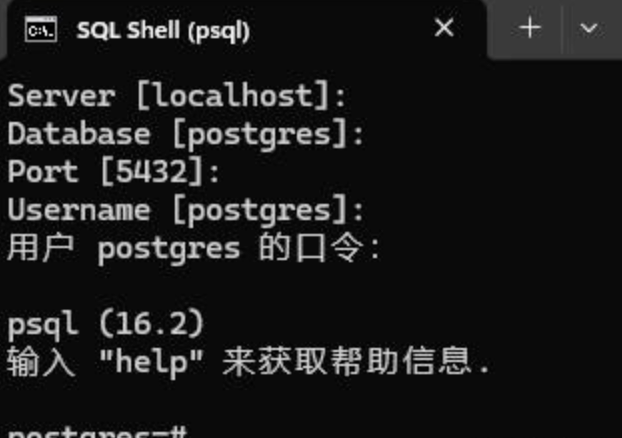 SQL Shell (psql)
Server [localhost]:
Database [postgres]:
Port [5432]:
Username [postgres]:
用户 postgres 的口令:
psql (16.2)
输入 "help" 来获取帮助信息.
postgres=#